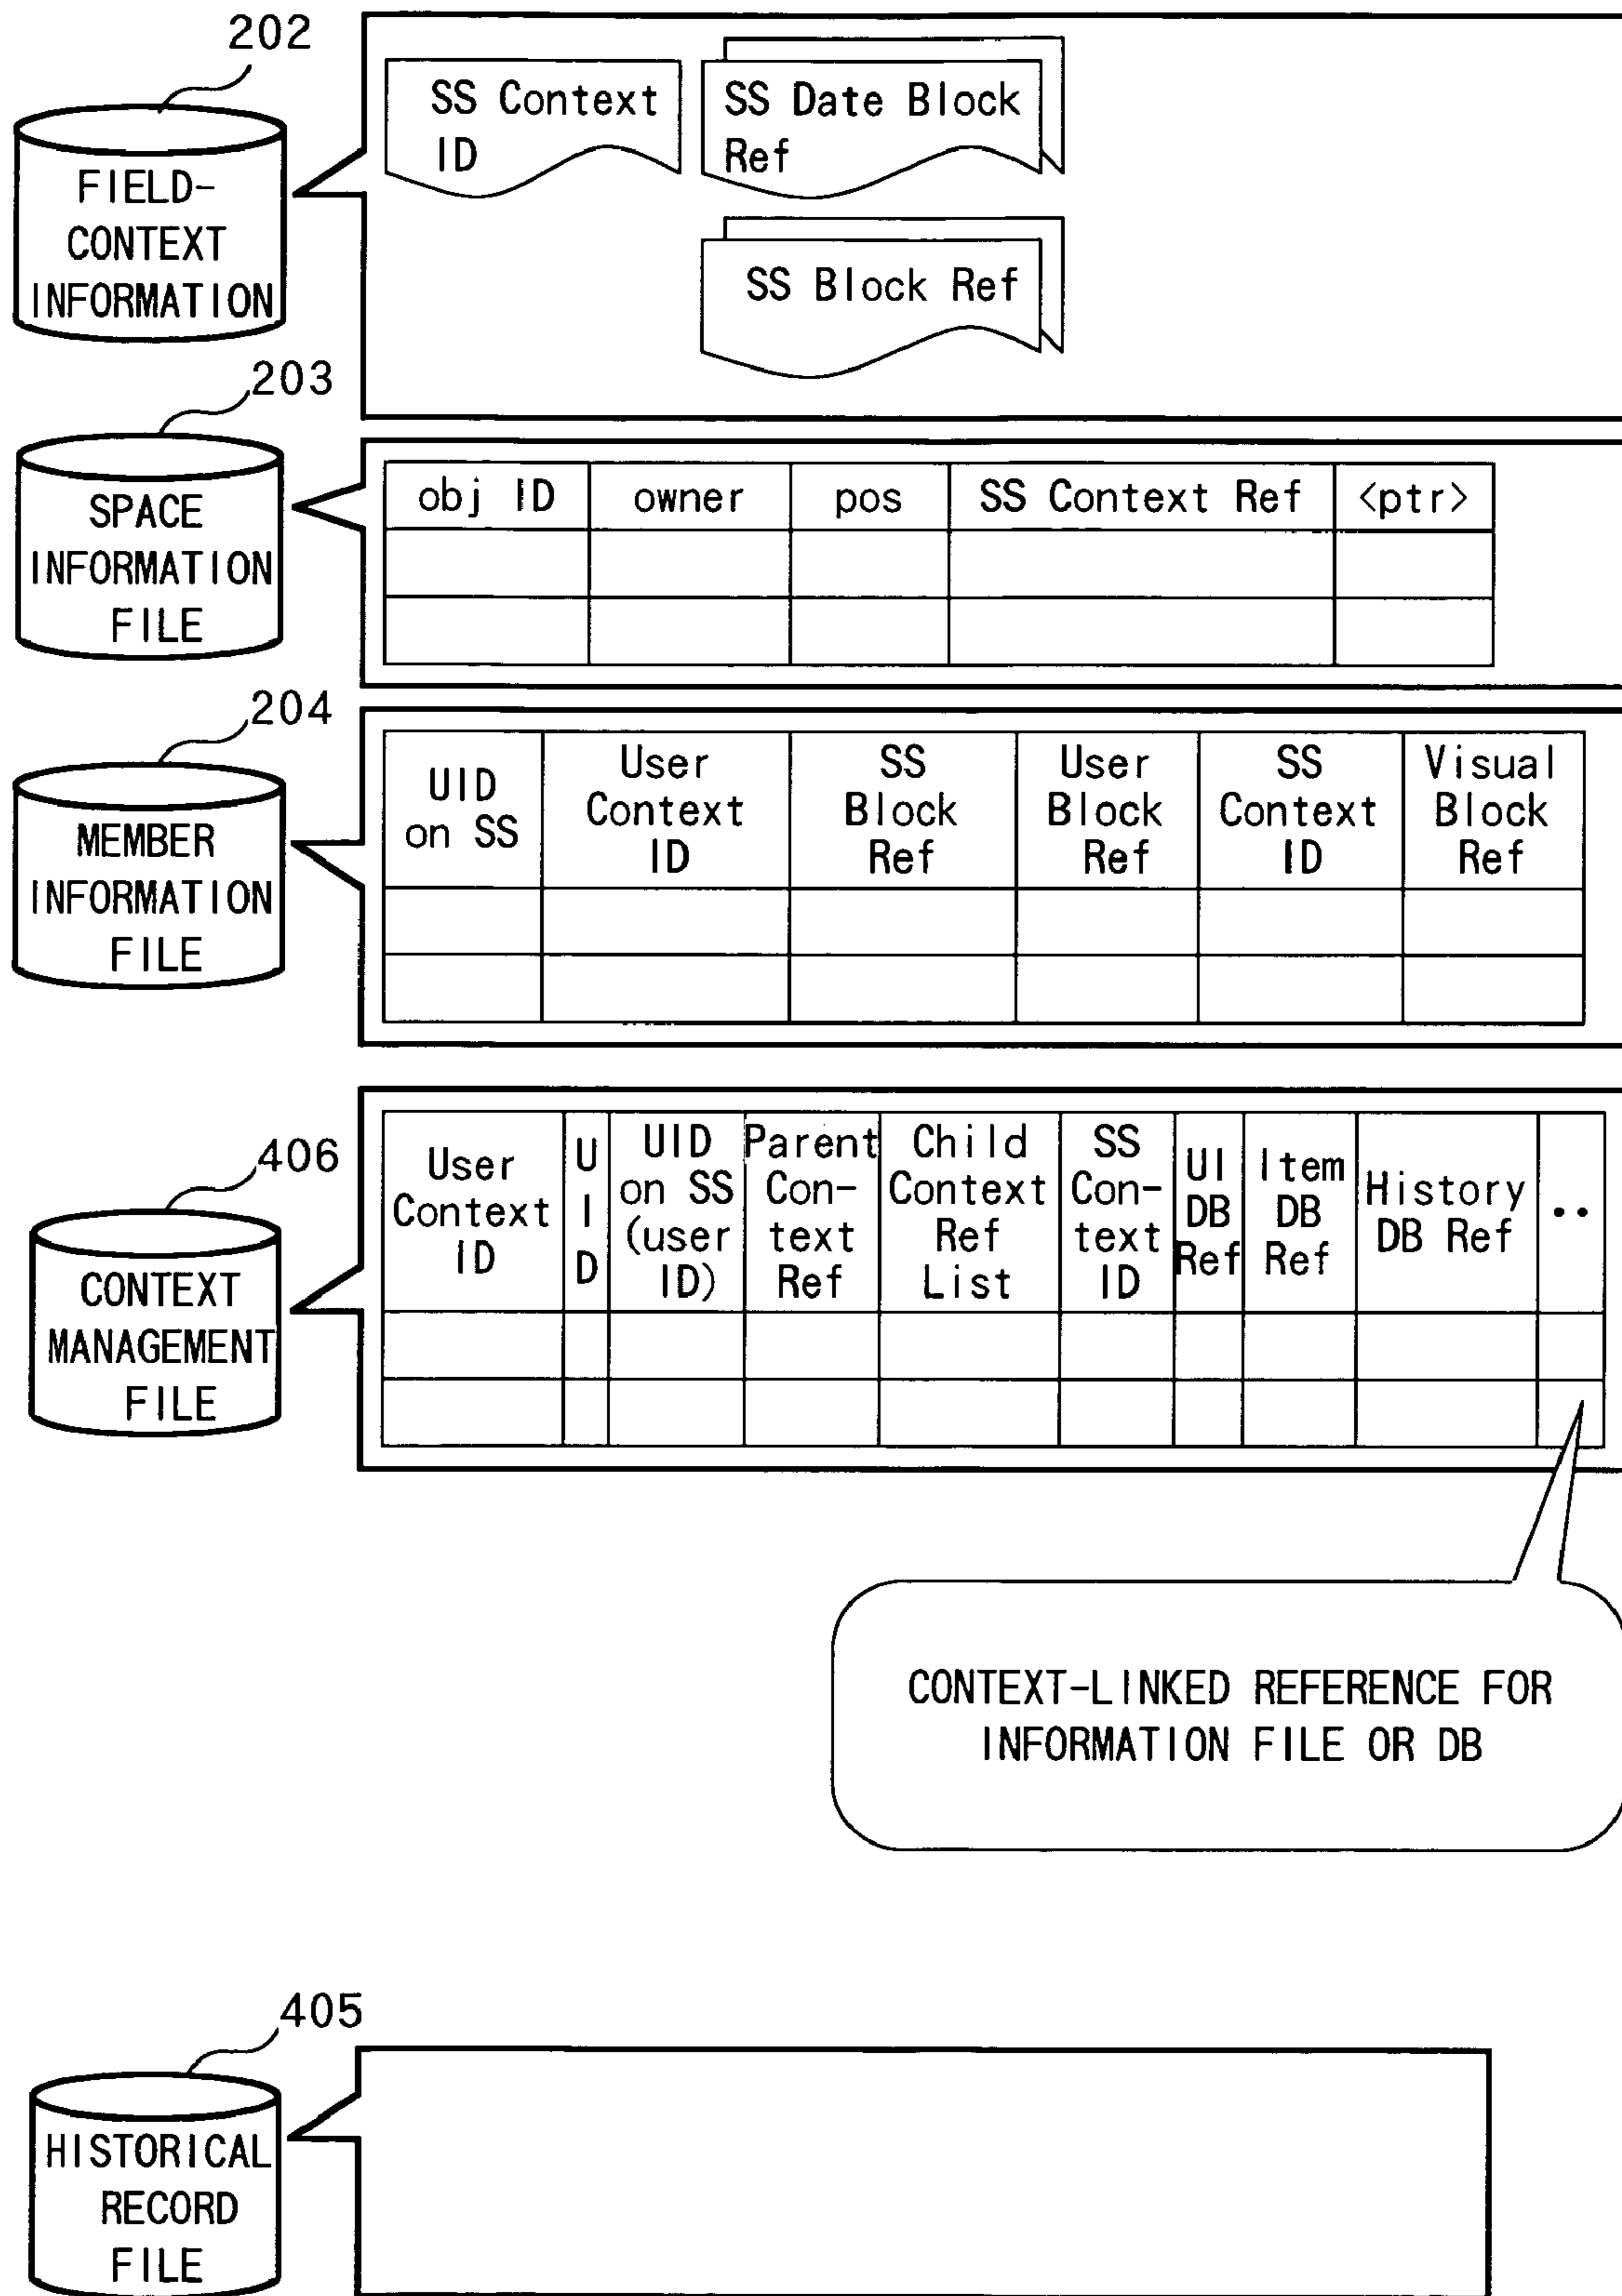 202
FIELD-
CONTEXT
INFORMATION
SS Context
ID
SS Date Block
Ref
SS Block Ref
203
SPACE
INFORMATION
FILE
obj ID
owner
pos
SS Context Ref
<ptr>
204
MEMBER
INFORMATION
FILE
UID
on SS
User
Context
ID
SS
Block
Ref
User
Block
Ref
SS
Context
ID
Visual
Block
Ref
406
CONTEXT
MANAGEMENT
FILE
User
Context
ID
U
I
D
UID
on SS
(user
ID)
Parent
Con-
text
Ref
Child
Context
Ref
List
SS
Con-
text
ID
UI
DB
Ref
Item
DB
Ref
History
DB Ref
..
CONTEXT-LINKED REFERENCE FOR
INFORMATION FILE OR DB
405
HISTORICAL
RECORD
FILE